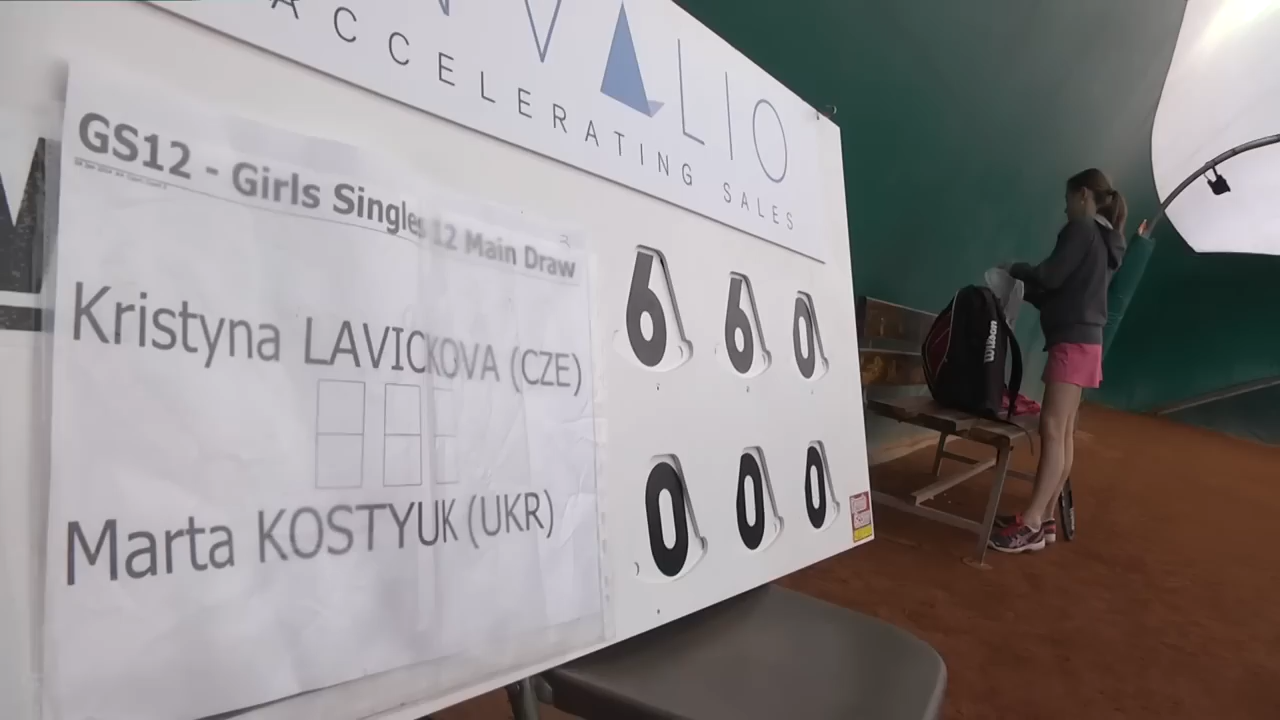 VALIO
ACCELERATING SALES
GS12 - Girls Singles 12 Main Draw
Kristyna LAVICKOVA (CZE)
6 6 0
Marta KOSTYUK (UKR)
0 0 0
Wilson